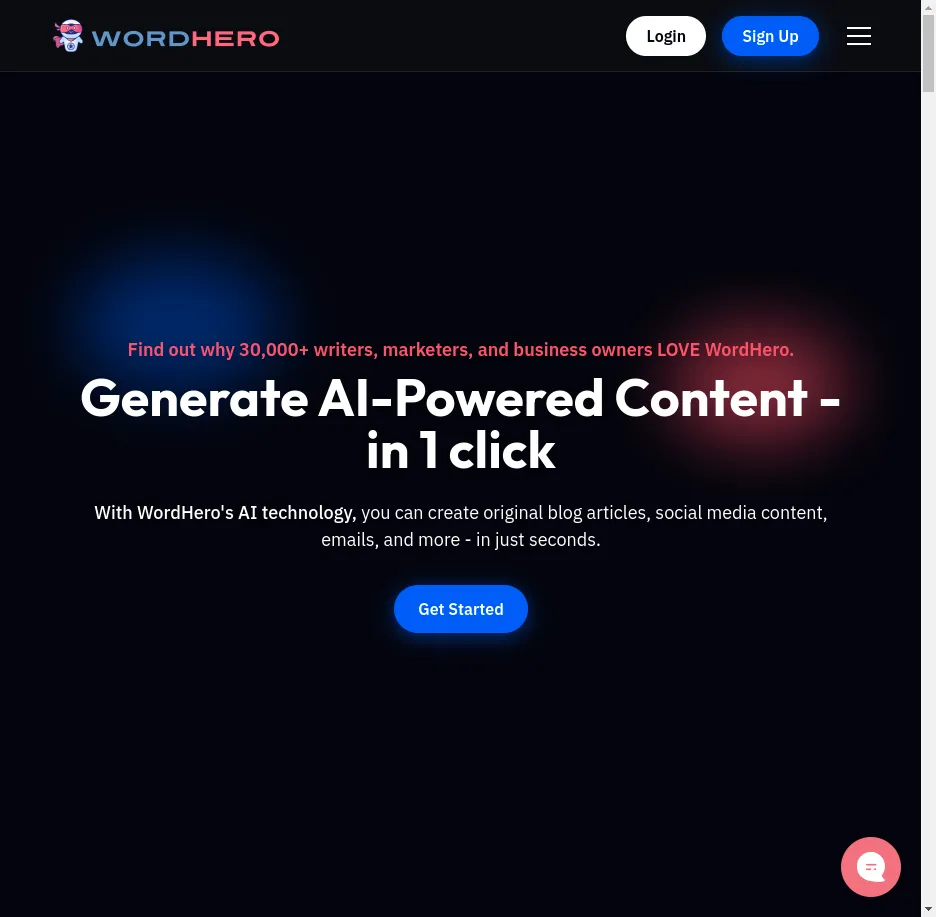 WORDHERO
Login
Sign Up
Find out why 30,000+ writers, marketers, and business owners LOVE WordHero.
Generate AI-Powered Content -
in 1 click
With WordHero's AI technology, you can create original blog articles, social media content,
emails, and more - in just seconds.
Get Started